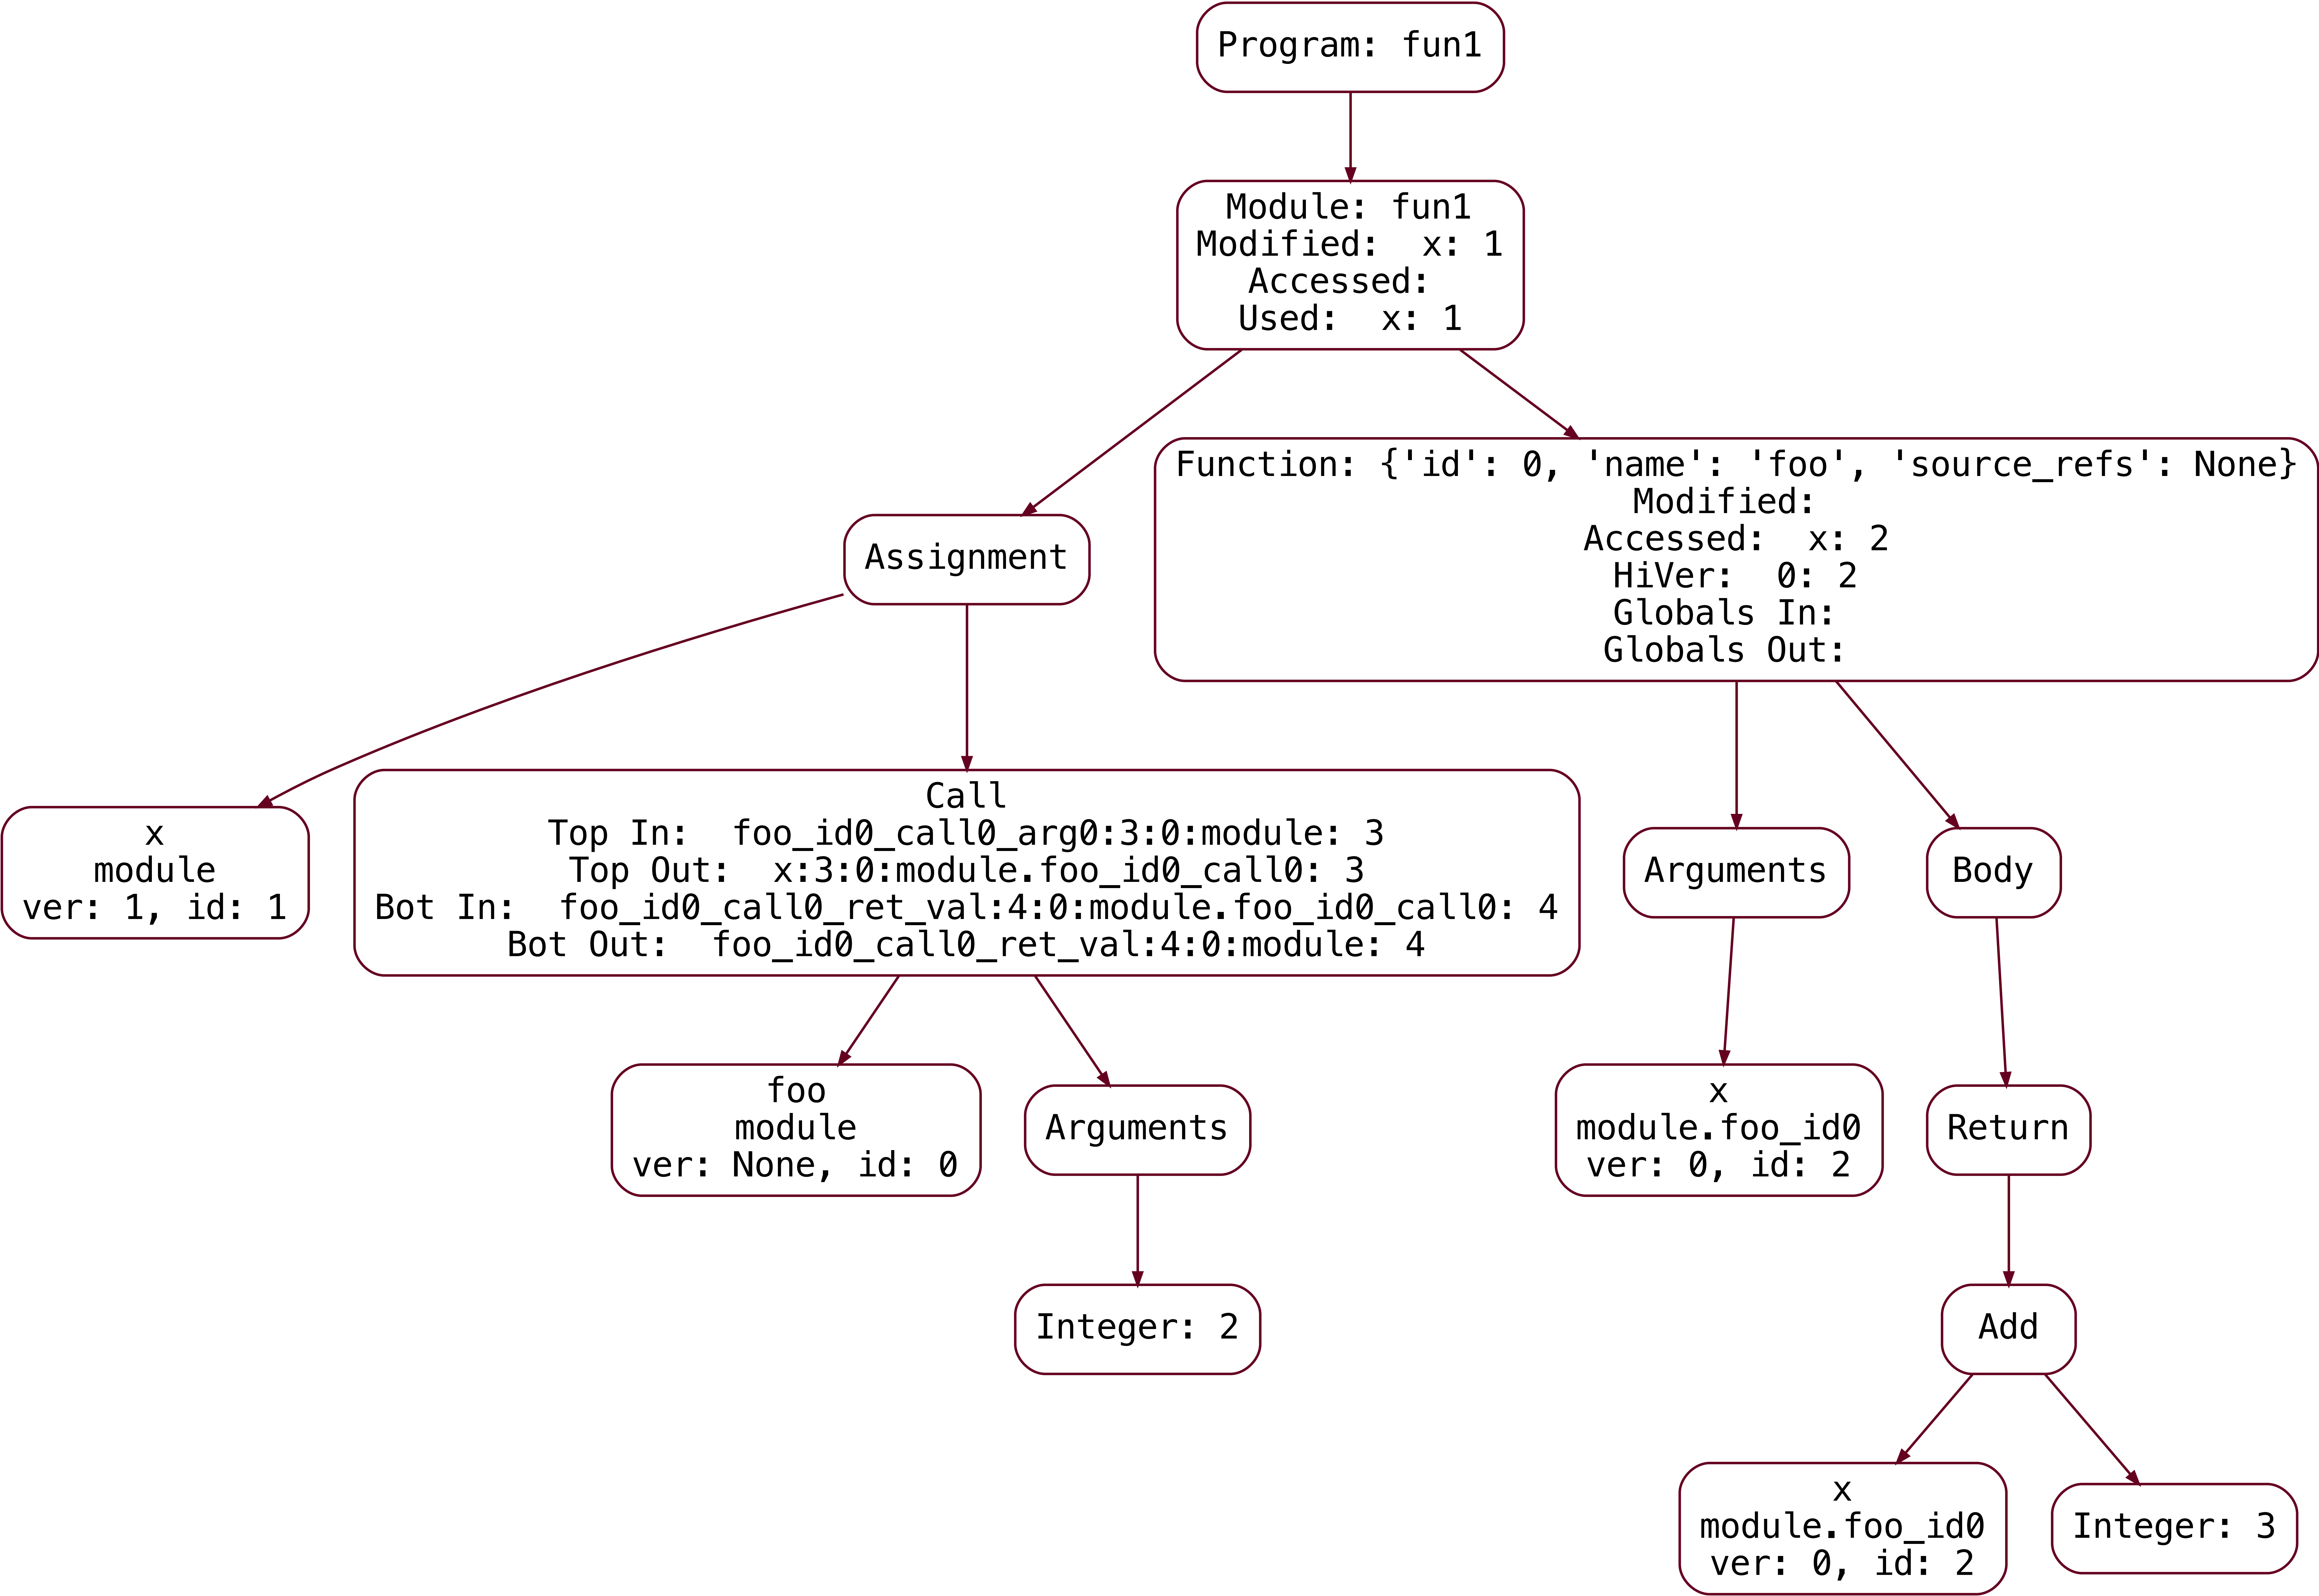 Program: fun1
Module: fun1
Modified:  x: 1
Accessed:
Used:  x: 1
Assignment
Function: {'id': 0, 'name': 'foo', 'source_refs': None}
Modified:
Accessed:  x: 2
HiVer:  0: 2
Globals In:
Globals Out:
x
module
ver: 1, id: 1
Call
Top In:  foo_id0_call0_arg0:3:0:module: 3
Top Out:  x:3:0:module.foo_id0_call0: 3
Bot In:  foo_id0_call0_ret_val:4:0:module.foo_id0_call0: 4
Bot Out:  foo_id0_call0_ret_val:4:0:module: 4
Arguments
Body
foo
module
ver: None, id: 0
Arguments
x
module.foo_id0
ver: 0, id: 2
Return
Integer: 2
Add
x
module.foo_id0
ver: 0, id: 2
Integer: 3